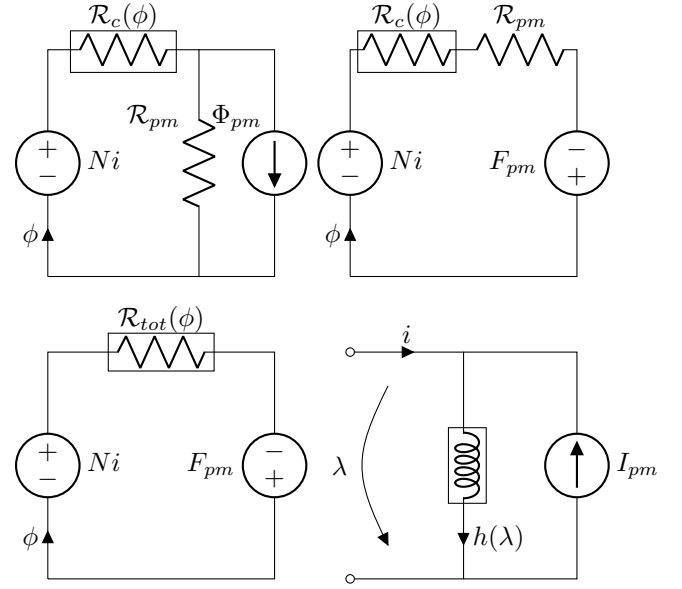 ℛ_c(ϕ)
ℛ_pm
Φ_pm
+
−
Ni
ϕ
ℛ_c(ϕ)
ℛ_pm
+
−
Ni
F_pm
−
+
ϕ
ℛ_tot(ϕ)
+
−
Ni
F_pm
−
+
ϕ
i
λ
I_pm
h(λ)